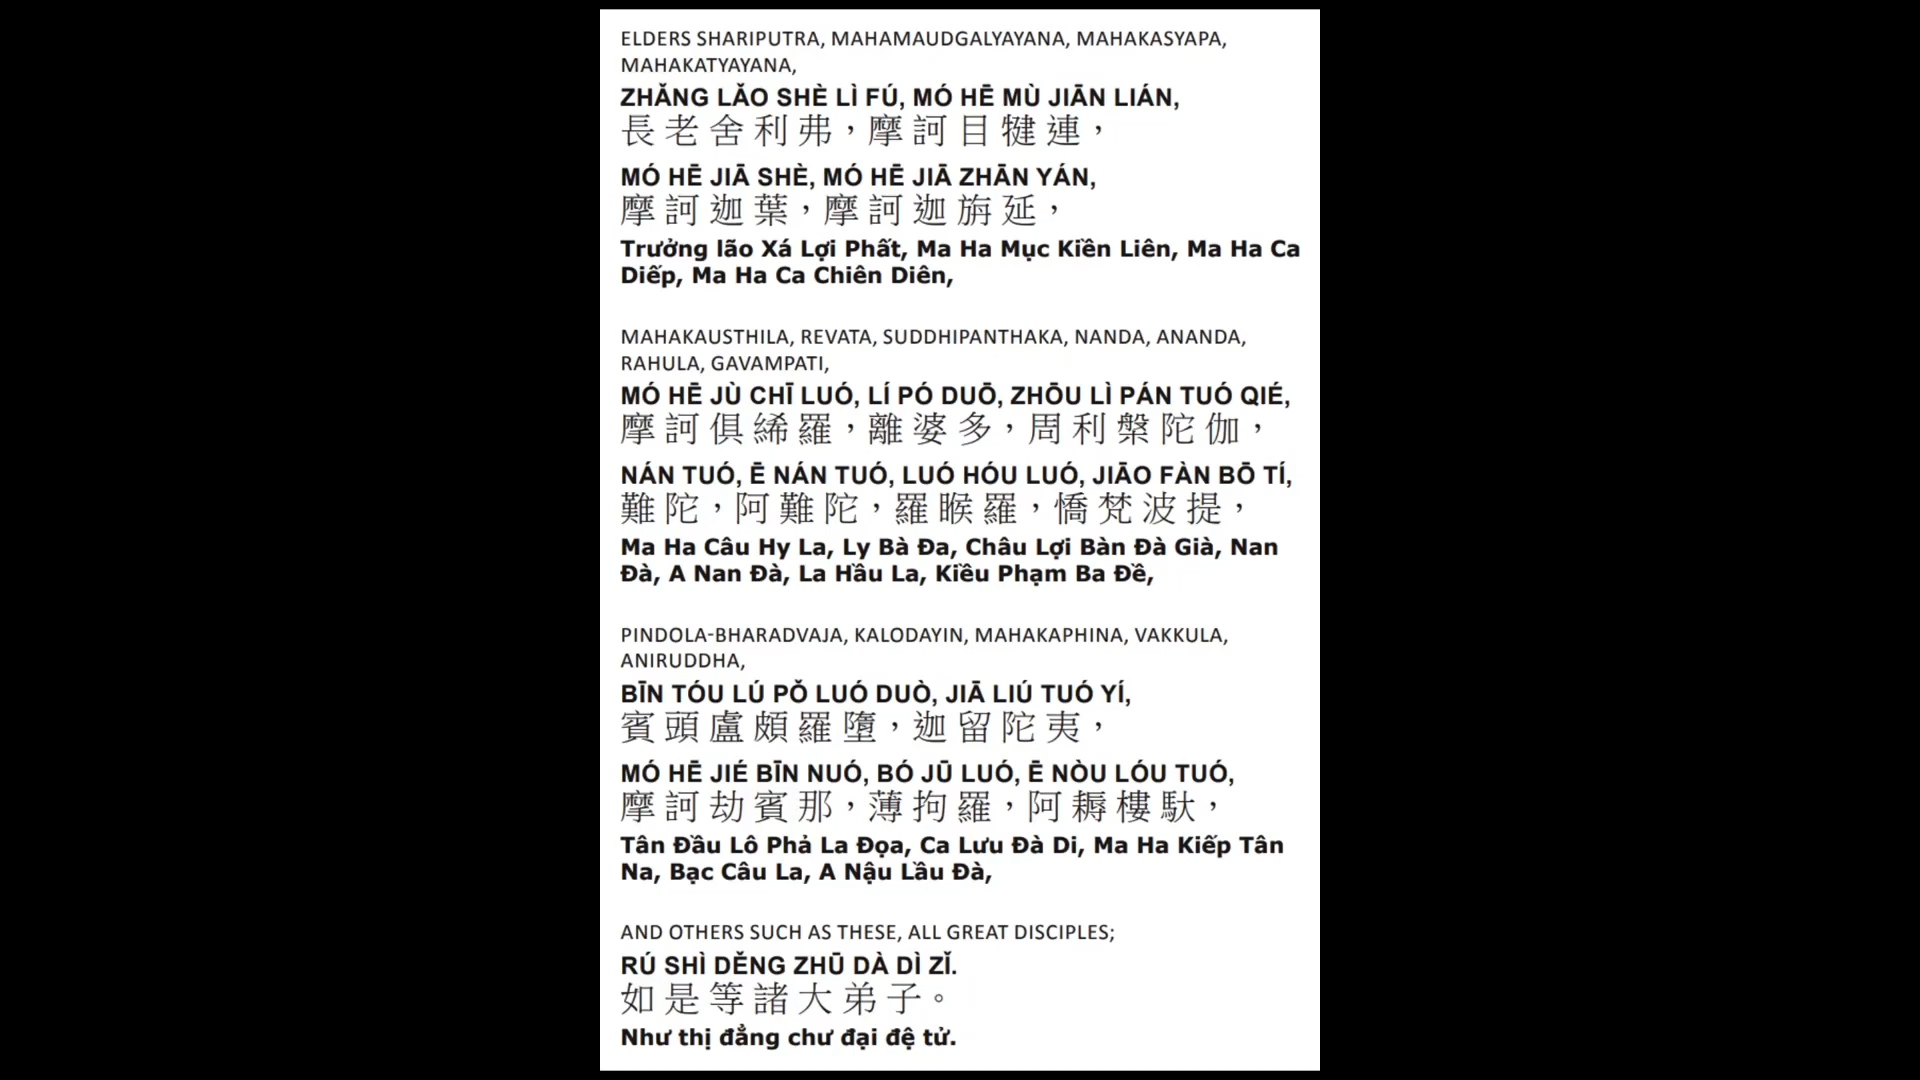 ELDERS SHARIPUTRA, MAHAMAUDGALYAYANA, MAHAKASYAPA,
MAHAKATYAYANA,
ZHǍNG LǍO SHÈ LÌ FÚ, MÓ HĒ MÙ JIĀN LIÁN,
長老舍利弗，摩訶目犍連，
MÓ HĒ JIĀ SHÈ, MÓ HĒ JIĀ ZHĀN YÁN,
摩訶迦葉，摩訶迦旃延，
Trưởng lão Xá Lợi Phất, Ma Ha Mục Kiền Liên, Ma Ha Ca
Diếp, Ma Ha Ca Chiên Diên,
MAHAKAUSTHILA, REVATA, SUDDHIPANTHAKA, NANDA, ANANDA,
RAHULA, GAVAMPATI,
MÓ HĒ JÙ CHĪ LUÓ, LÍ PÓ DUŌ, ZHŌU LÌ PÁN TUÓ QIÉ,
摩訶俱絺羅，離婆多，周利槃陀伽，
NÁN TUÓ, Ē NÁN TUÓ, LUÓ HÓU LUÓ, JIĀO FÀN BŌ TÍ,
難陀，阿難陀，羅睺羅，憍梵波提，
Ma Ha Câu Hy La, Ly Bà Đa, Châu Lợi Bàn Đà Già, Nan
Đà, A Nan Đà, La Hầu La, Kiều Phạm Ba Đề,
PINDOLA-BHARADVAJA, KALODAYIN, MAHAKAPHINA, VAKKULA,
ANIRUDDHA,
BĪN TÓU LÚ PǑ LUÓ DUÒ, JIĀ LIÚ TUÓ YÍ,
賓頭盧頗羅墮，迦留陀夷，
MÓ HĒ JIÉ BĪN NUÓ, BÓ JŪ LUÓ, Ē NÒU LÓU TUÓ,
摩訶劫賓那，薄拘羅，阿耨樓馱，
Tân Đầu Lô Phả La Đọa, Ca Lưu Đà Di, Ma Ha Kiếp Tân
Na, Bạc Câu La, A Nậu Lầu Đà,
AND OTHERS SUCH AS THESE, ALL GREAT DISCIPLES;
RÚ SHÌ DĚNG ZHŪ DÀ DÌ ZǏ.
如是等諸大弟子。
Như thị đẳng chư đại đệ tử.